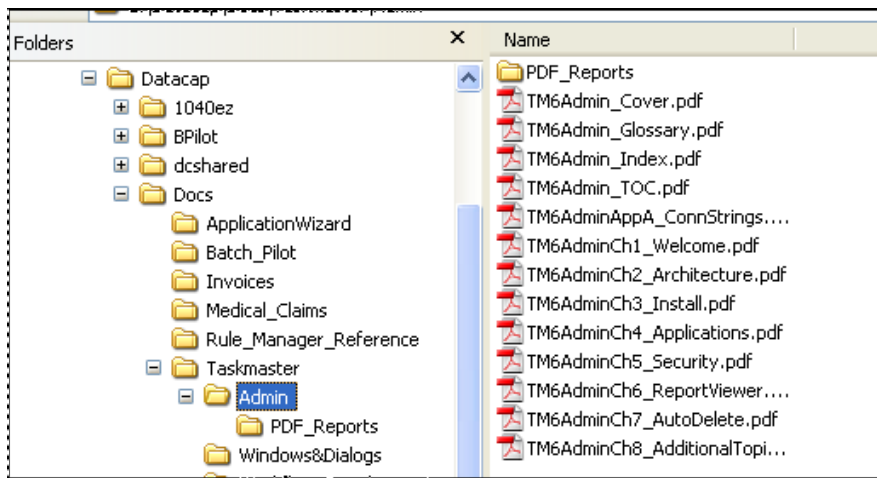 Folders
Datacap
1040ez
BPilot
dcshared
Docs
ApplicationWizard
Batch_Pilot
Invoices
Medical_Claims
Rule_Manager_Reference
Taskmaster
Admin
PDF_Reports
Windows&Dialogs
Name
PDF_Reports
TM6Admin_Cover.pdf
TM6Admin_Glossary.pdf
TM6Admin_Index.pdf
TM6Admin_TOC.pdf
TM6AdminAppA_ConnStrings....
TM6AdminCh1_Welcome.pdf
TM6AdminCh2_Architecture.pdf
TM6AdminCh3_Install.pdf
TM6AdminCh4_Applications.pdf
TM6AdminCh5_Security.pdf
TM6AdminCh6_ReportViewer....
TM6AdminCh7_AutoDelete.pdf
TM6AdminCh8_AdditionalTopi...